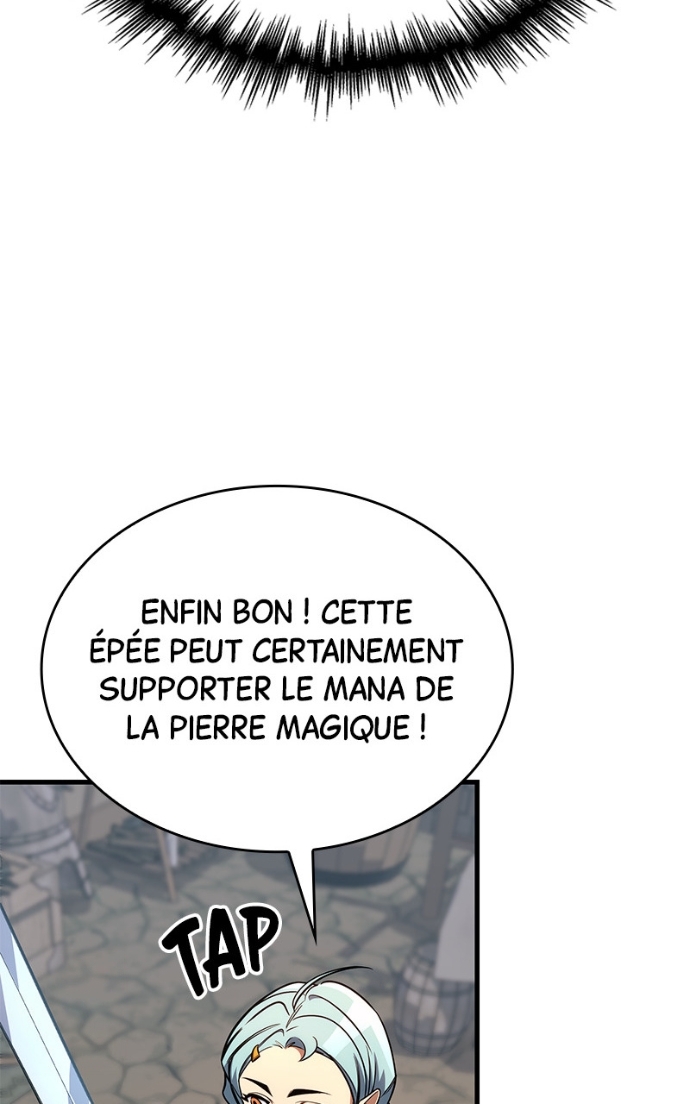 ENFIN BON ! CETTE
ÉPÉE PEUT CERTAINEMENT
SUPPORTER LE MANA DE
LA PIERRE MAGIQUE !
TAP